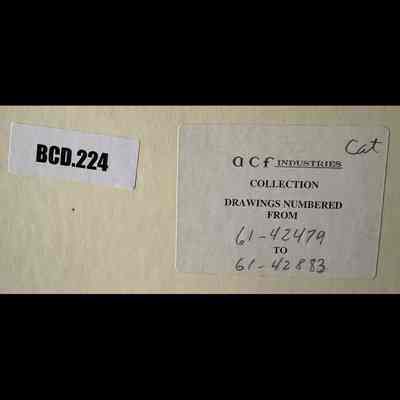 BCD.224
Cat
acf INDUSTRIES
COLLECTION
DRAWINGS NUMBERED
FROM
61-42479
TO
61-42883